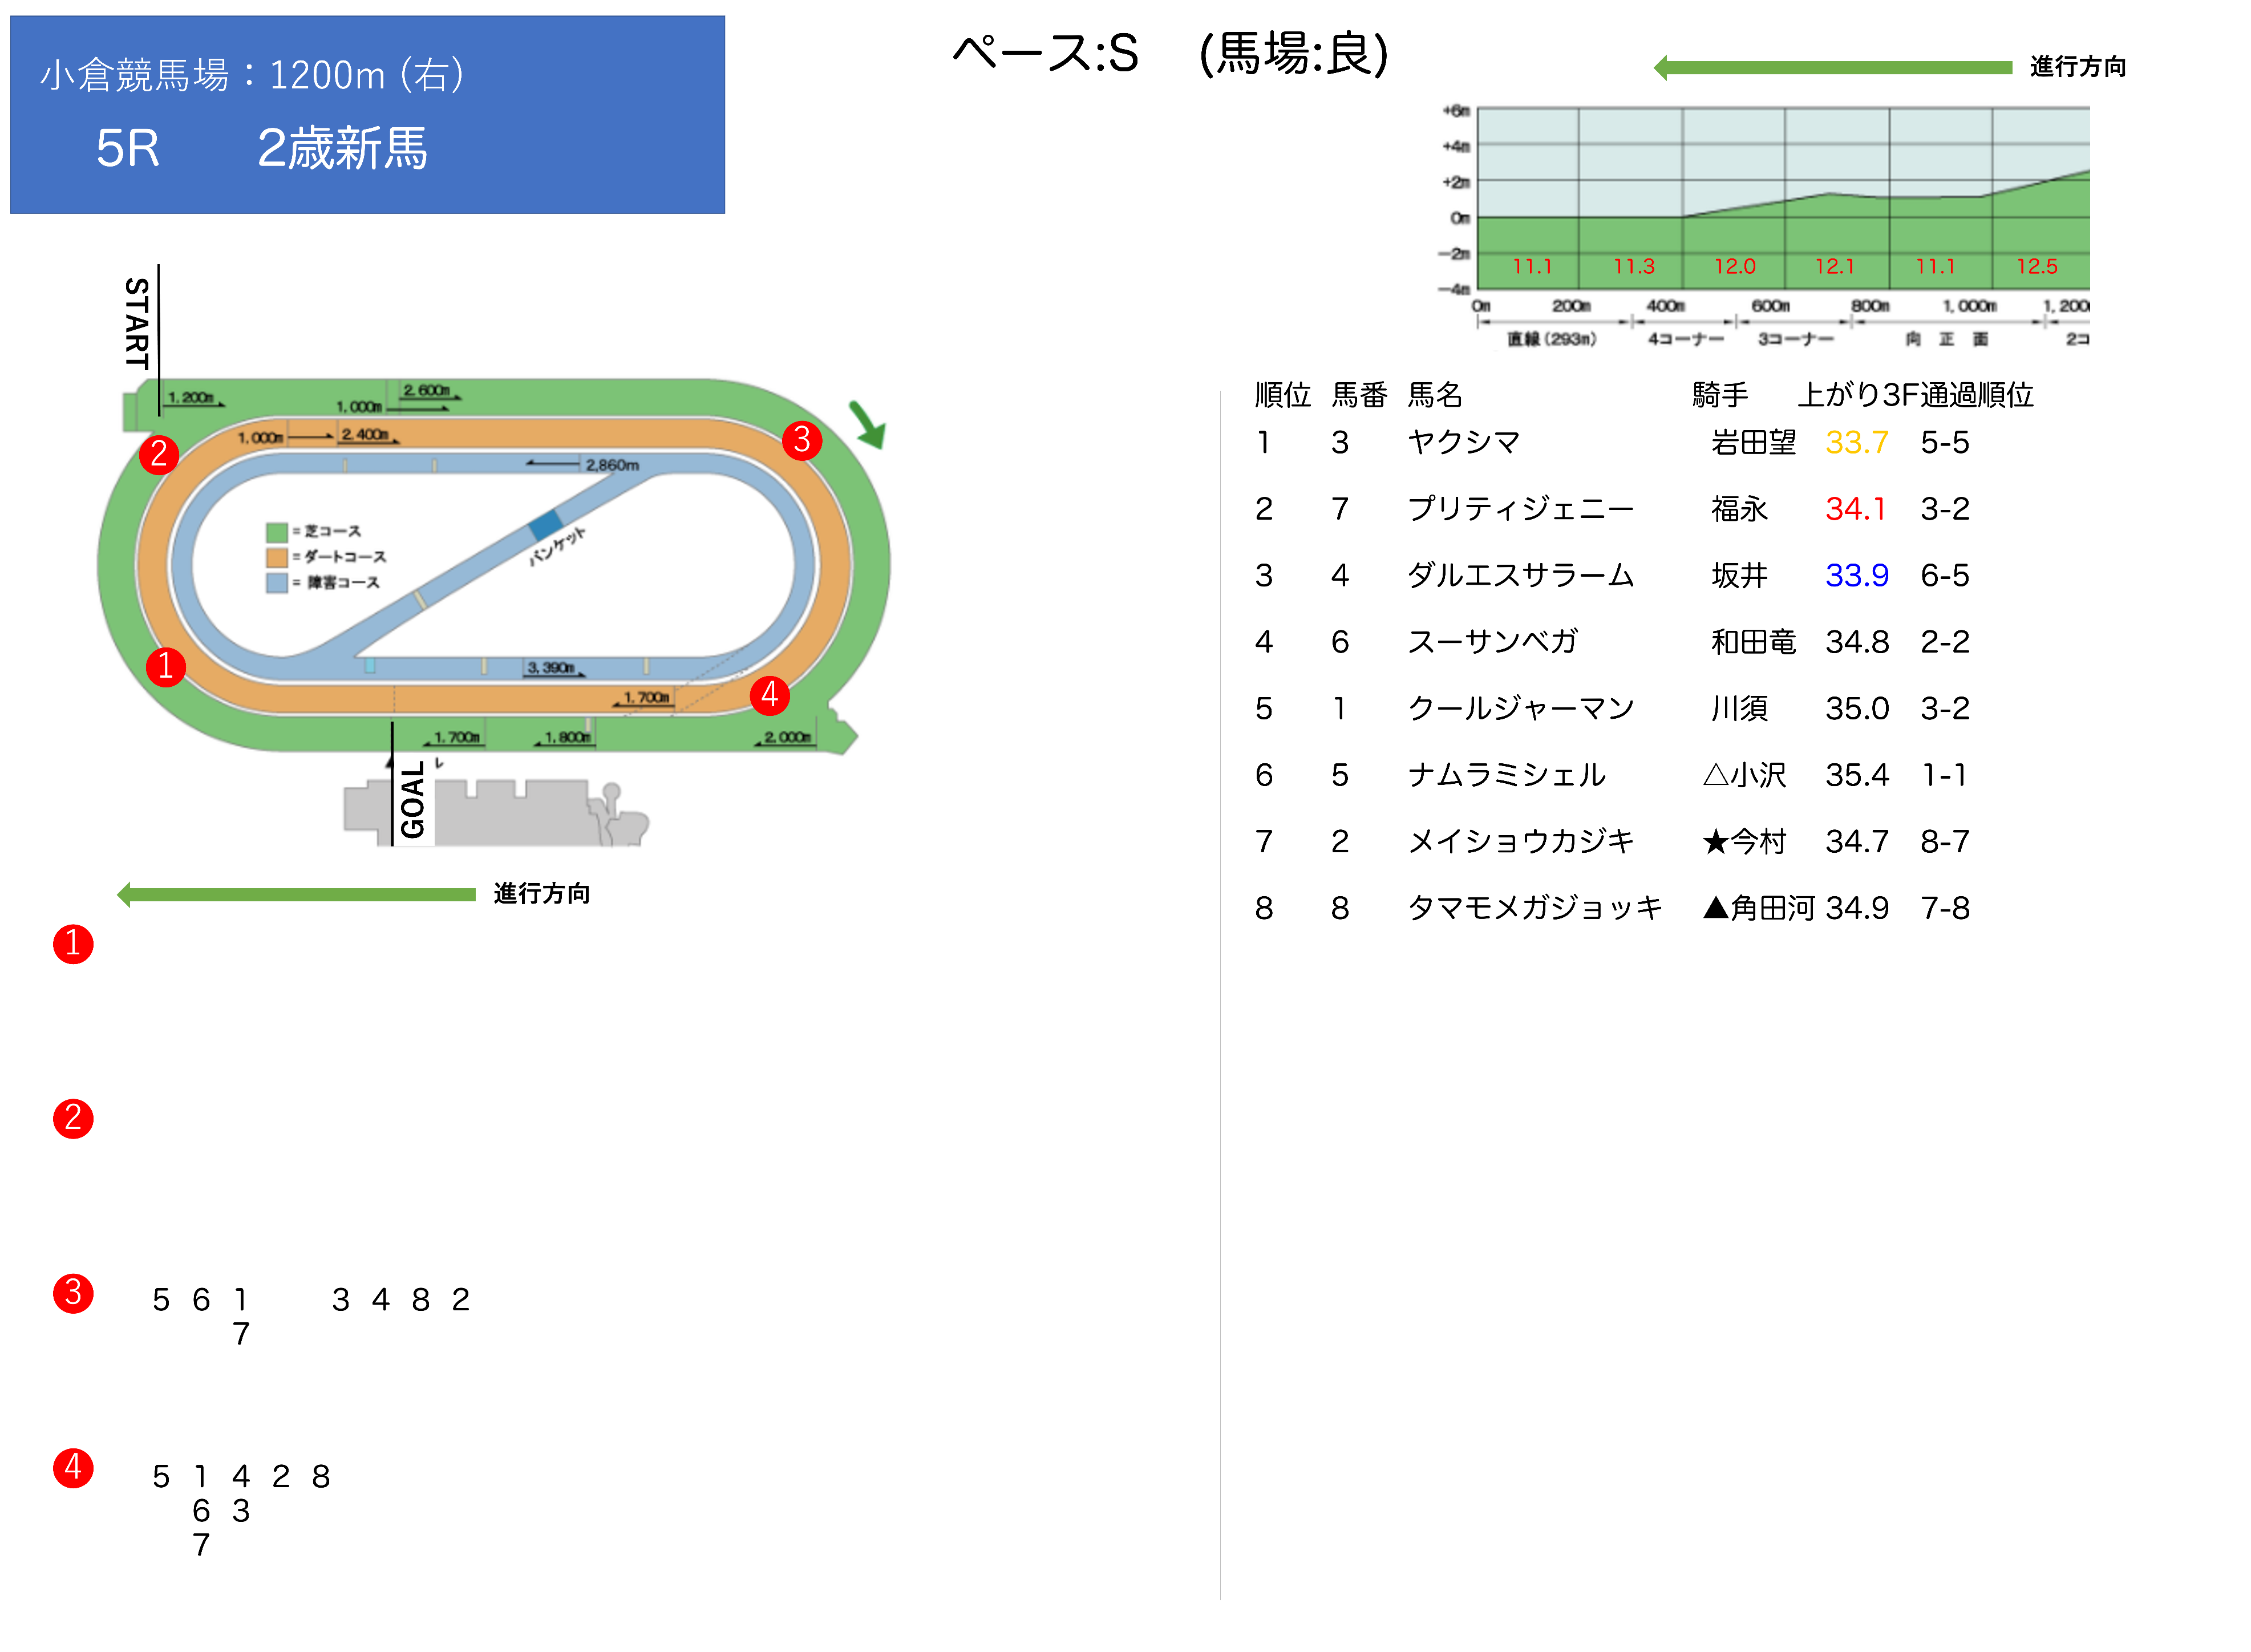 小倉競馬場：1200m（右）
5R　2歳新馬
ペース:S　(馬場:良)
進行方向
+6m
+4m
+2m
0m
−2m
−4m
11.1 11.3 12.0 12.1 11.1 12.5
0m 200m 400m 600m 800m 1,000m 1,200
直線(293m) 4コーナー 3コーナー 向正面 2コ
START
1,200m
2,600m
1,000m
1,000m
2,400m
2
3
2,860m
= 芝コース
= ダートコース
= 障害コース
バンケット
1
3,390m
1,700m
4
1,700m
1,800m
2,000m
GOAL
進行方向
1
2
3
5 6 1 3 4 8 2
7
4
5 1 4 2 8
6 3
7
順位 馬番 馬名 騎手 上がり3F通過順位
1 3 ヤクシマ 岩田望 33.7 5-5
2 7 プリティジェニー 福永 34.1 3-2
3 4 ダルエスサラーム 坂井 33.9 6-5
4 6 スーサンベガ 和田竜 34.8 2-2
5 1 クールジャーマン 川須 35.0 3-2
6 5 ナムラミシェル △小沢 35.4 1-1
7 2 メイショウカジキ ★今村 34.7 8-7
8 8 タマモメガジョッキ ▲角田河 34.9 7-8